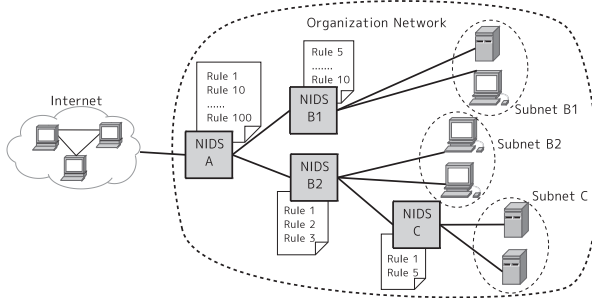 Organization Network
Internet
Rule 1
Rule 10
......
Rule 100
NIDS
A
Rule 5
.......
Rule 10
NIDS
B1
Subnet B1
NIDS
B2
Rule 1
Rule 2
Rule 3
Subnet B2
NIDS
C
Rule 1
Rule 5
Subnet C